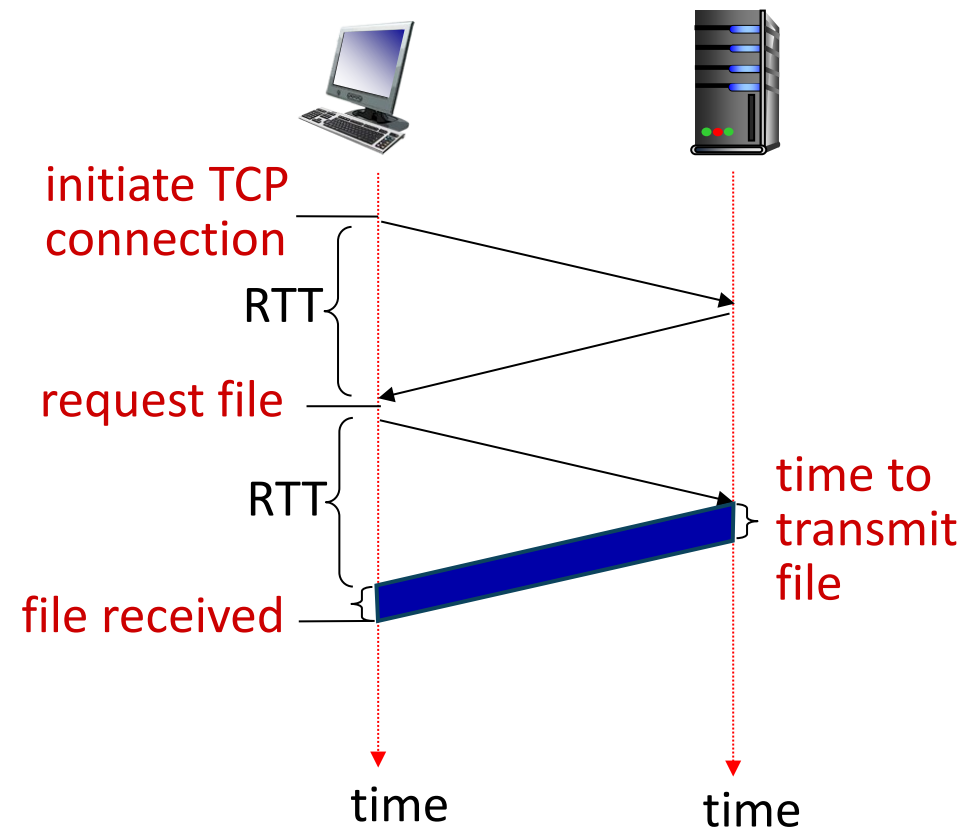 initiate TCP
connection
RTT
request file
RTT
time to
transmit
file
file received
time
time